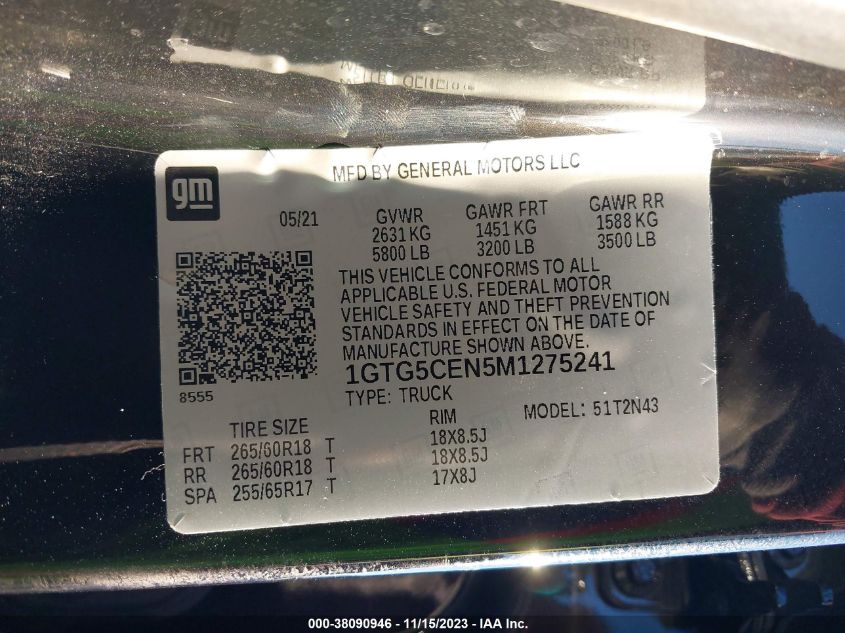 MFD BY GENERAL MOTORS LLC
gm
05/21 GVWR GAWR FRT GAWR RR
2631 KG 1451 KG 1588 KG
5800 LB 3200 LB 3500 LB
THIS VEHICLE CONFORMS TO ALL
APPLICABLE U.S. FEDERAL MOTOR
VEHICLE SAFETY AND THEFT PREVENTION
STANDARDS IN EFFECT ON THE DATE OF
MANUFACTURE SHOWN ABOVE.
1GTG5CEN5M1275241
8555
TYPE: TRUCK
MODEL: 51T2N43
TIRE SIZE RIM
FRT 265/60R18 T 18X8.5J
RR 265/60R18 T 18X8.5J
SPA 255/65R17 T 17X8J
000-38090946 - 11/15/2023 - IAAI.COM